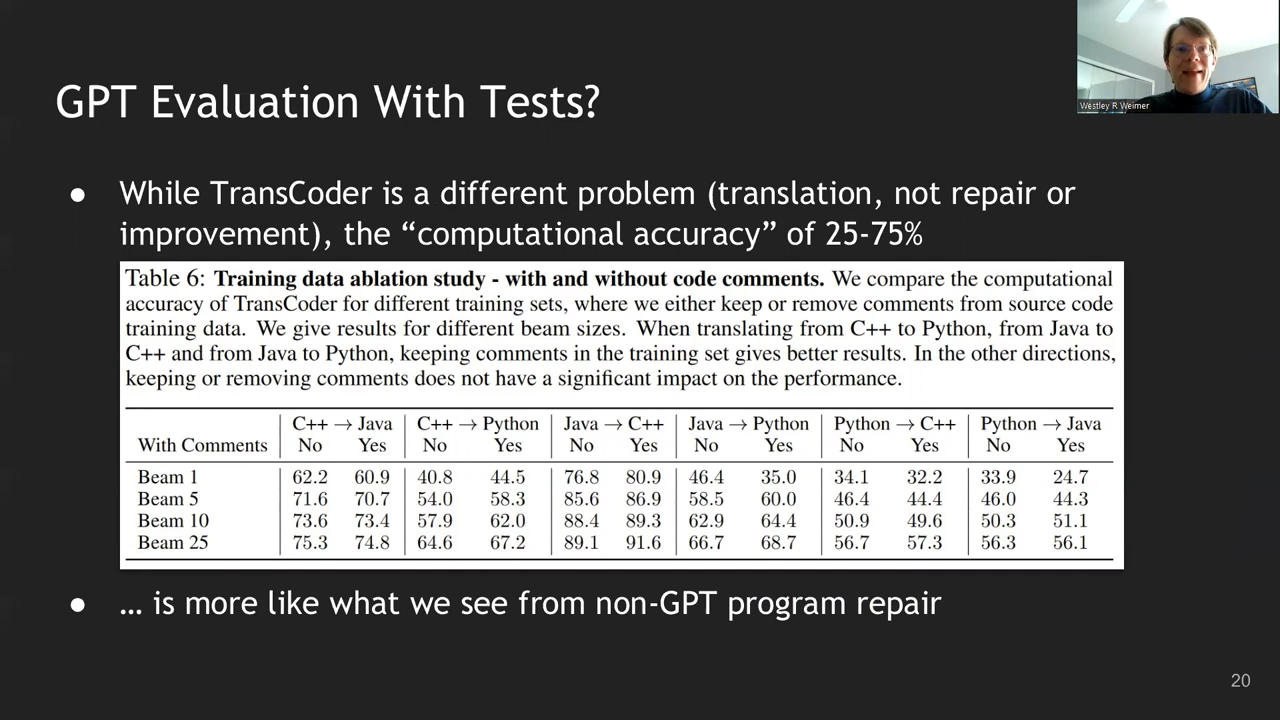 Westley R Weimer
GPT Evaluation With Tests?
● While TransCoder is a different problem (translation, not repair or
improvement), the “computational accuracy” of 25-75%
Table 6: Training data ablation study - with and without code comments. We compare the computational
accuracy of TransCoder for different training sets, where we either keep or remove comments from source code
training data. We give results for different beam sizes. When translating from C++ to Python, from Java to
C++ and from Java to Python, keeping comments in the training set gives better results. In the other directions,
keeping or removing comments does not have a significant impact on the performance.
C++ → Java C++ → Python Java → C++ Java → Python Python → C++ Python → Java
With Comments No Yes No Yes No Yes No Yes No Yes No Yes
Beam 1 62.2 60.9 40.8 44.5 76.8 80.9 46.4 35.0 34.1 32.2 33.9 24.7
Beam 5 71.6 70.7 54.0 58.3 85.6 86.9 58.5 60.0 46.4 44.4 46.0 44.3
Beam 10 73.6 73.4 57.9 62.0 88.4 89.3 62.9 64.4 50.9 49.6 50.3 51.1
Beam 25 75.3 74.8 64.6 67.2 89.1 91.6 66.7 68.7 56.7 57.3 56.3 56.1
● … is more like what we see from non-GPT program repair
20